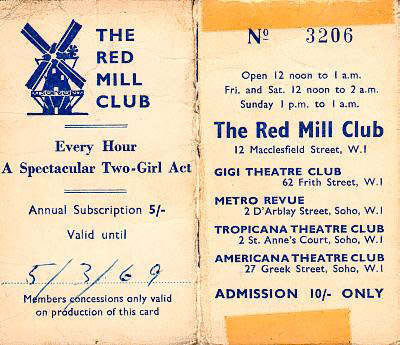 THE
RED
MILL
CLUB
Every Hour
A Spectacular Two-Girl Act
Annual Subscription 5/-
Valid until
5/3/69
Members concessions only valid
on production of this card
Nº 3206
Open 12 noon to 1 a.m.
Fri. and Sat. 12 noon to 2 a.m.
Sunday 1 p.m. to 1 a.m.
The Red Mill Club
12 Macclesfield Street, W.1
GIGI THEATRE CLUB
62 Frith Street, W.1
METRO REVUE
2 D'Arblay Street, Soho, W.1
TROPICANA THEATRE CLUB
2 St. Anne's Court, Soho, W.1
AMERICANA THEATRE CLUB
27 Greek Street, Soho, W.1
ADMISSION 10/- ONLY